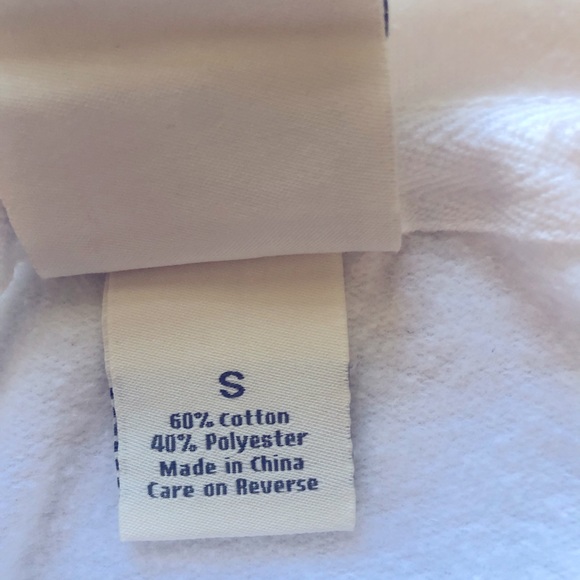 S
60% Cotton
40% Polyester
Made in China
Care on Reverse